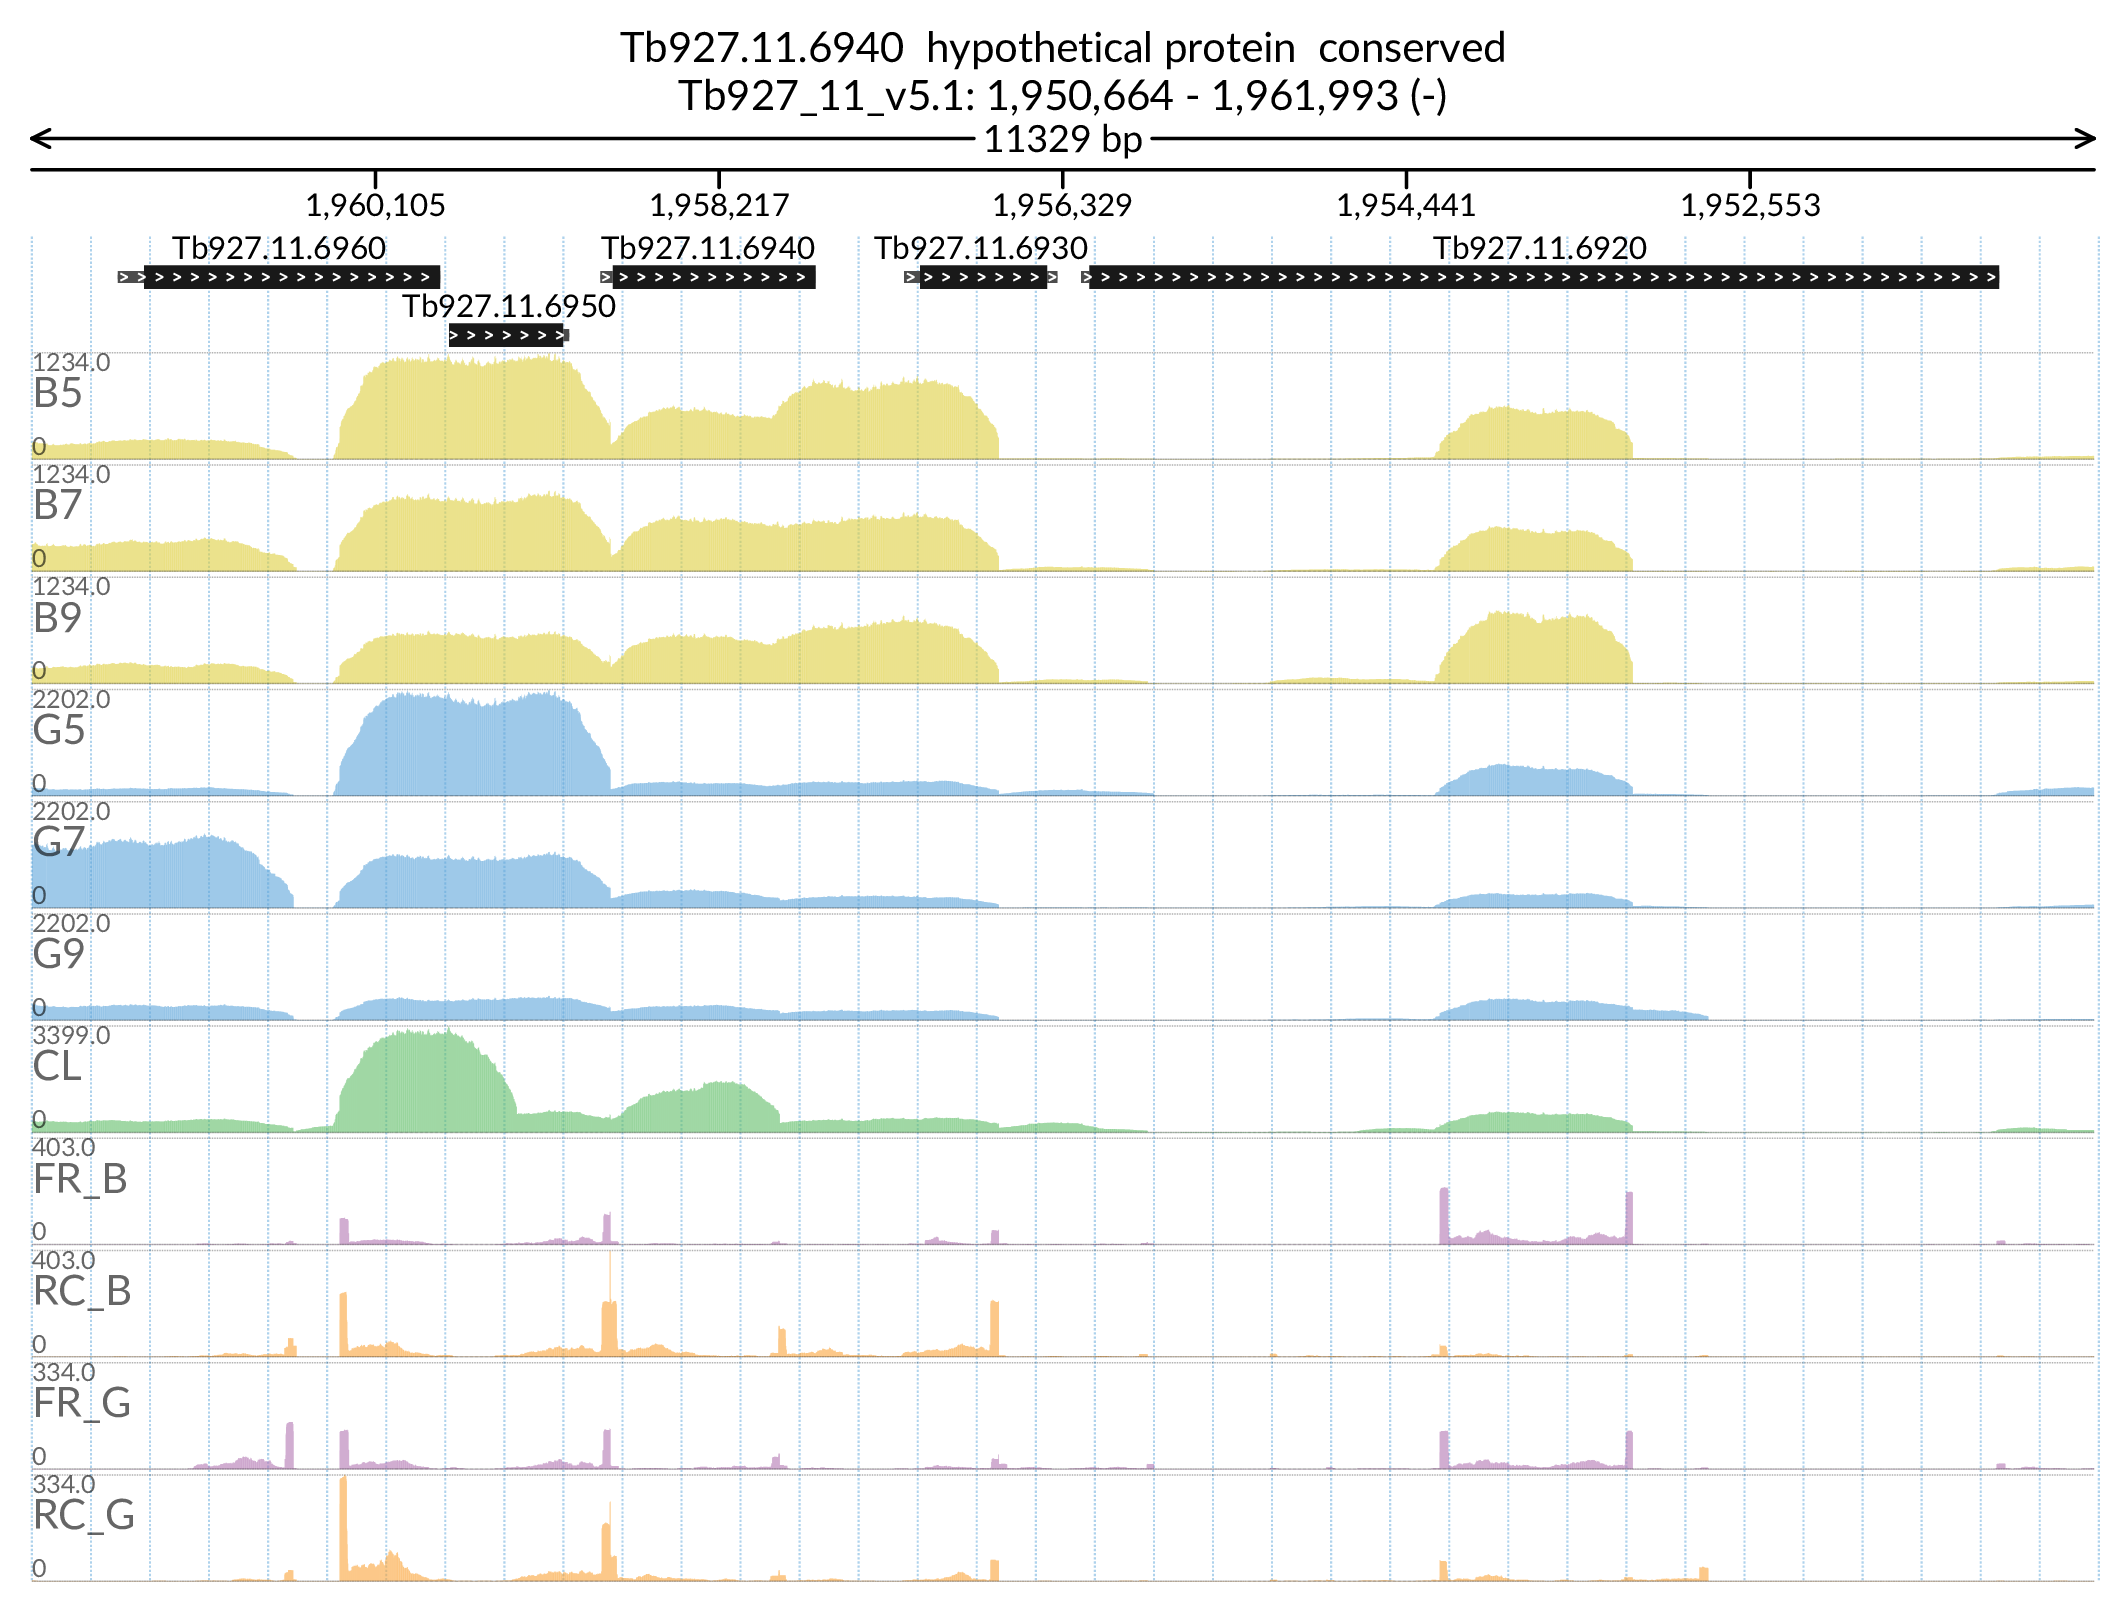 Tb927.11.6940  hypothetical protein  conserved
Tb927_11_v5.1: 1,950,664 - 1,961,993 (-)
11329 bp
1,960,105 1,958,217 1,956,329 1,954,441 1,952,553
Tb927.11.6960 Tb927.11.6940 Tb927.11.6930 Tb927.11.6920
Tb927.11.6950
1234.0
B5
0
1234.0
B7
0
1234.0
B9
0
2202.0
G5
0
2202.0
G7
0
2202.0
G9
0
3399.0
CL
0
403.0
FR_B
0
403.0
RC_B
0
334.0
FR_G
0
334.0
RC_G
0